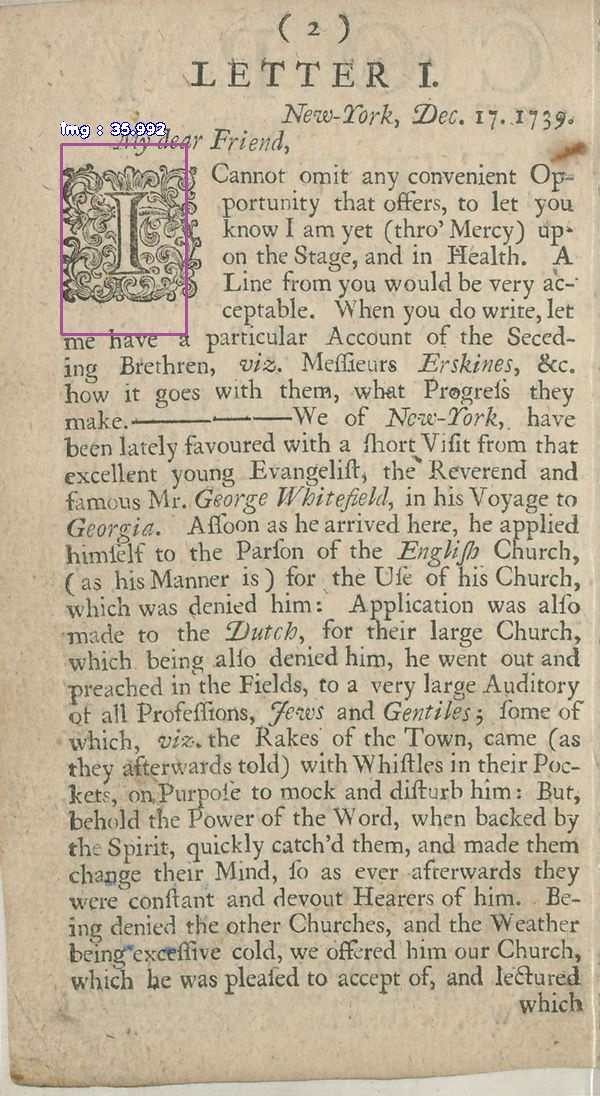 ( 2 )
LETTER I.
New-York, Dec. 17. 1739.
img : 35.992
My dear Friend,
I Cannot omit any convenient Op-
portunity that offers, to let you
know I am yet (thro' Mercy) up-
on the Stage, and in Health. A
Line from you would be very ac-
ceptable. When you do write, let
me have a particular Account of the Seced-
ing Brethren, viz. Meſſieurs Erskines, &c.
how it goes with them, what Progreſs they
make.——— — ———We of New-York, have
been lately favoured with a ſhort Viſit from that
excellent young Evangeliſt, the Reverend and
famous Mr. George Whitefield, in his Voyage to
Georgia. Aſſoon as he arrived here, he applied
himſelf to the Parſon of the Engliſh Church,
( as his Manner is ) for the Uſe of his Church,
which was denied him: Application was alſo
made to the Dutch, for their large Church,
which being alſo denied him, he went out and
preached in the Fields, to a very large Auditory
of all Profeſſions, Jews and Gentiles; ſome of
which, viz. the Rakes of the Town, came (as
they afterwards told) with Whiſtles in their Poc-
kets, on Purpoſe to mock and diſturb him: But,
behold the Power of the Word, when backed by
the Spirit, quickly catch'd them, and made them
change their Mind, ſo as ever afterwards they
were conſtant and devout Hearers of him. Be-
ing denied the other Churches, and the Weather
being exceſſive cold, we offered him our Church,
which he was pleaſed to accept of, and lectured
which